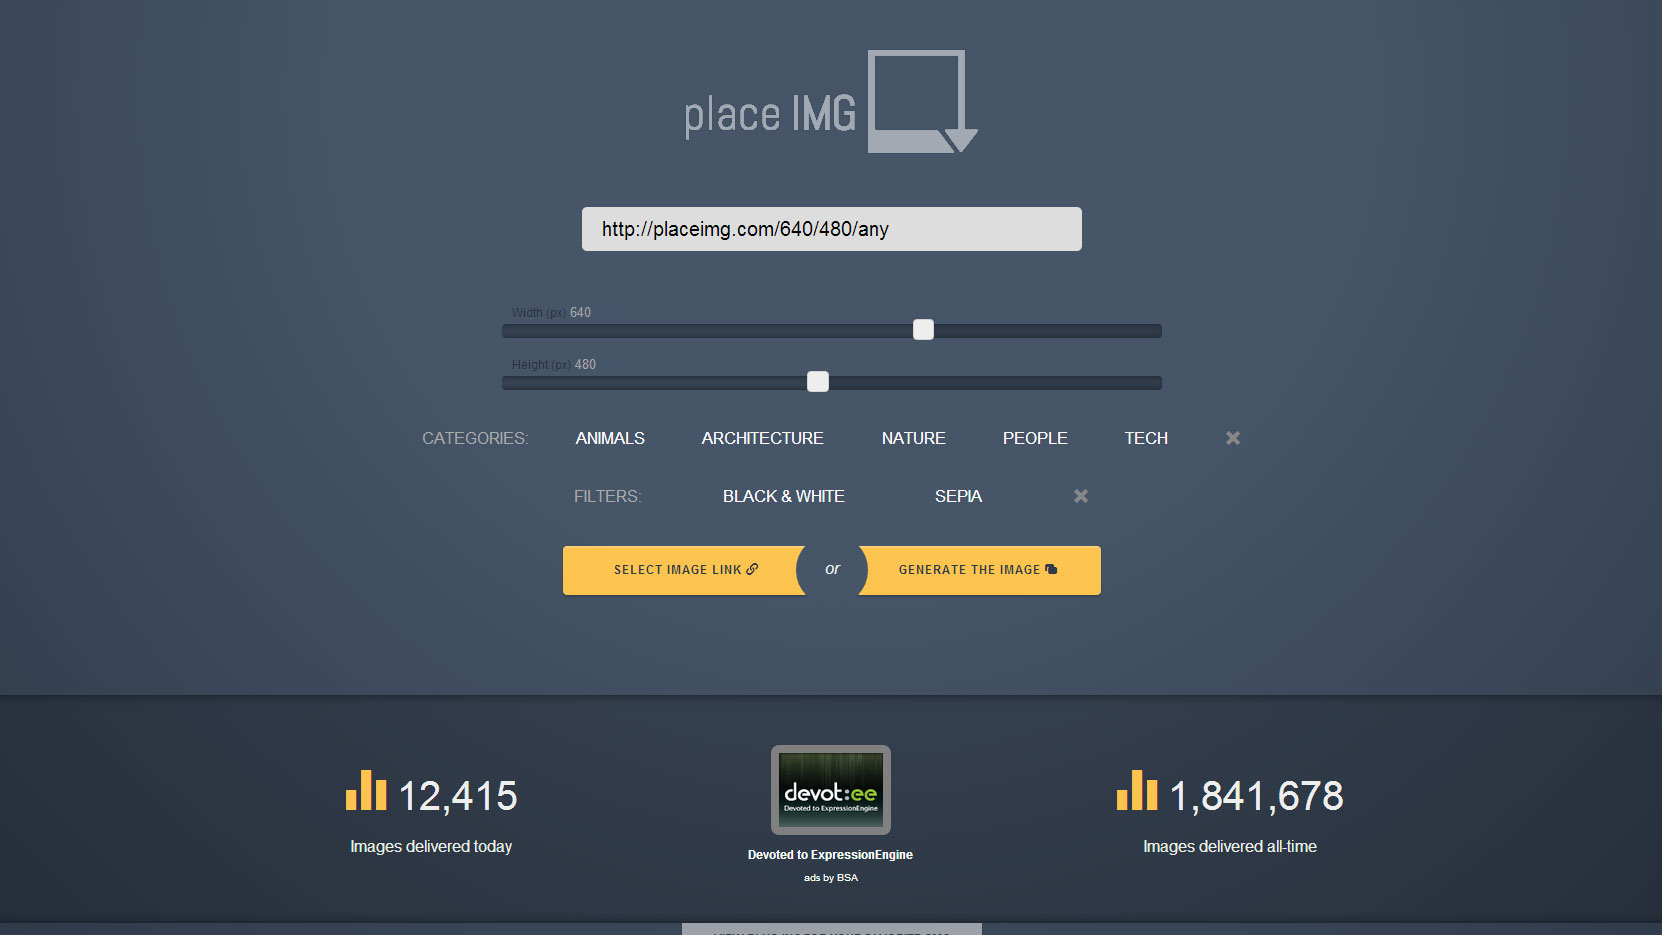 place IMG
http://placeimg.com/640/480/any
Width (px) 640
Height (px) 480
CATEGORIES: ANIMALS ARCHITECTURE NATURE PEOPLE TECH
FILTERS: BLACK & WHITE SEPIA
SELECT IMAGE LINK or GENERATE THE IMAGE
12,415
Images delivered today
devot:ee
Devoted to ExpressionEngine
Devoted to ExpressionEngine
ads by BSA
1,841,678
Images delivered all-time